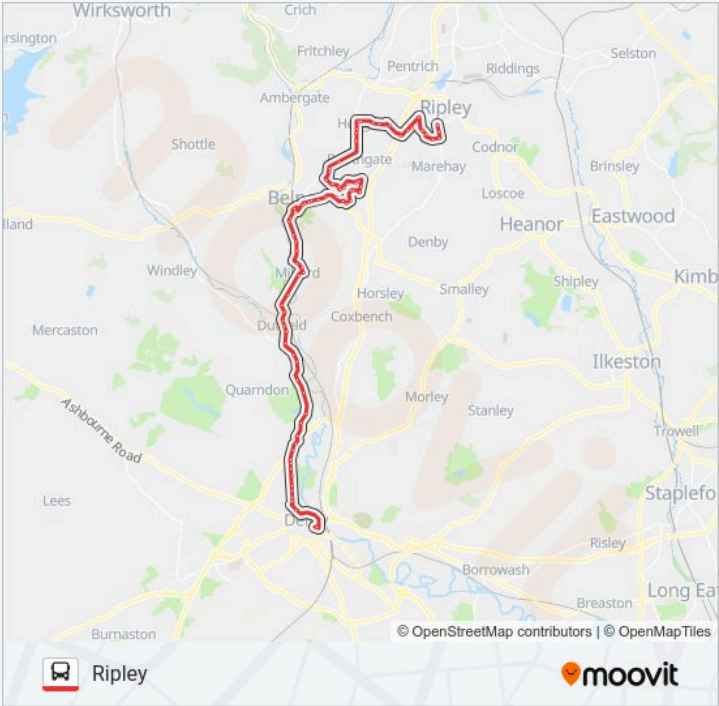 Wirksworth
Crich
Fritchley
Selston
Pentrich
Riddings
Ambergate
Ripley
Shottle
Codnor
Marehay
Brinsley
Loscoe
Heanor
Eastwood
Denby
Windley
Kimb
Shipley
Horsley
Smalley
Coxbench
Mercaston
Ilkeston
Quarndon
Morley
Stanley
Ashbourne Road
Trowell
Lees
Staplefo
Risley
Borrowash
Breaston
Long Ea
Burnaston
© OpenStreetMap contributors | © OpenMapTiles
Ripley
moovit
moovit